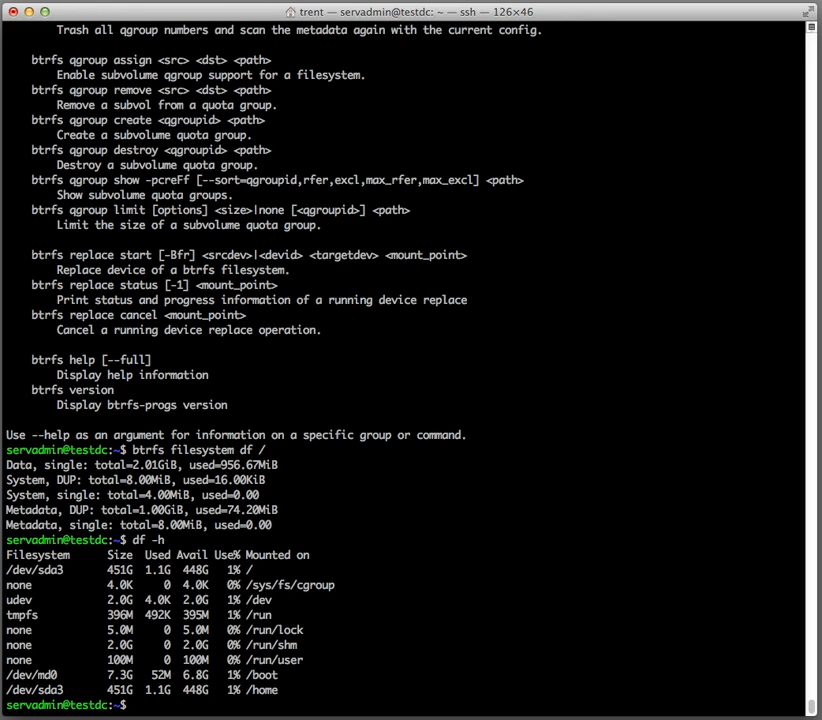 trent — servadmin@testdc: ~ — ssh — 126×46
Trash all qgroup numbers and scan the metadata again with the current config.
btrfs qgroup assign <src> <dst> <path>
Enable subvolume qgroup support for a filesystem.
btrfs qgroup remove <src> <dst> <path>
Remove a subvol from a quota group.
btrfs qgroup create <qgroupid> <path>
Create a subvolume quota group.
btrfs qgroup destroy <qgroupid> <path>
Destroy a subvolume quota group.
btrfs qgroup show -pcreFf [--sort=qgroupid,rfer,excl,max_rfer,max_excl] <path>
Show subvolume quota groups.
btrfs qgroup limit [options] <size>|none [<qgroupid>] <path>
Limit the size of a subvolume quota group.
btrfs replace start [-Bfr] <srcdev>|<devid> <targetdev> <mount_point>
Replace device of a btrfs filesystem.
btrfs replace status [-1] <mount_point>
Print status and progress information of a running device replace
btrfs replace cancel <mount_point>
Cancel a running device replace operation.
btrfs help [--full]
Display help information
btrfs version
Display btrfs-progs version
Use --help as an argument for information on a specific group or command.
servadmin@testdc:~$ btrfs filesystem df /
Data, single: total=2.01GiB, used=956.67MiB
System, DUP: total=8.00MiB, used=16.00KiB
System, single: total=4.00MiB, used=0.00
Metadata, DUP: total=1.00GiB, used=74.20MiB
Metadata, single: total=8.00MiB, used=0.00
servadmin@testdc:~$ df -h
Filesystem Size Used Avail Use% Mounted on
/dev/sda3 451G 1.1G 448G 1% /
none 4.0K 0 4.0K 0% /sys/fs/cgroup
udev 2.0G 4.0K 2.0G 1% /dev
tmpfs 396M 492K 395M 1% /run
none 5.0M 0 5.0M 0% /run/lock
none 2.0G 0 2.0G 0% /run/shm
none 100M 0 100M 0% /run/user
/dev/md0 7.3G 52M 6.8G 1% /boot
/dev/sda3 451G 1.1G 448G 1% /home
servadmin@testdc:~$